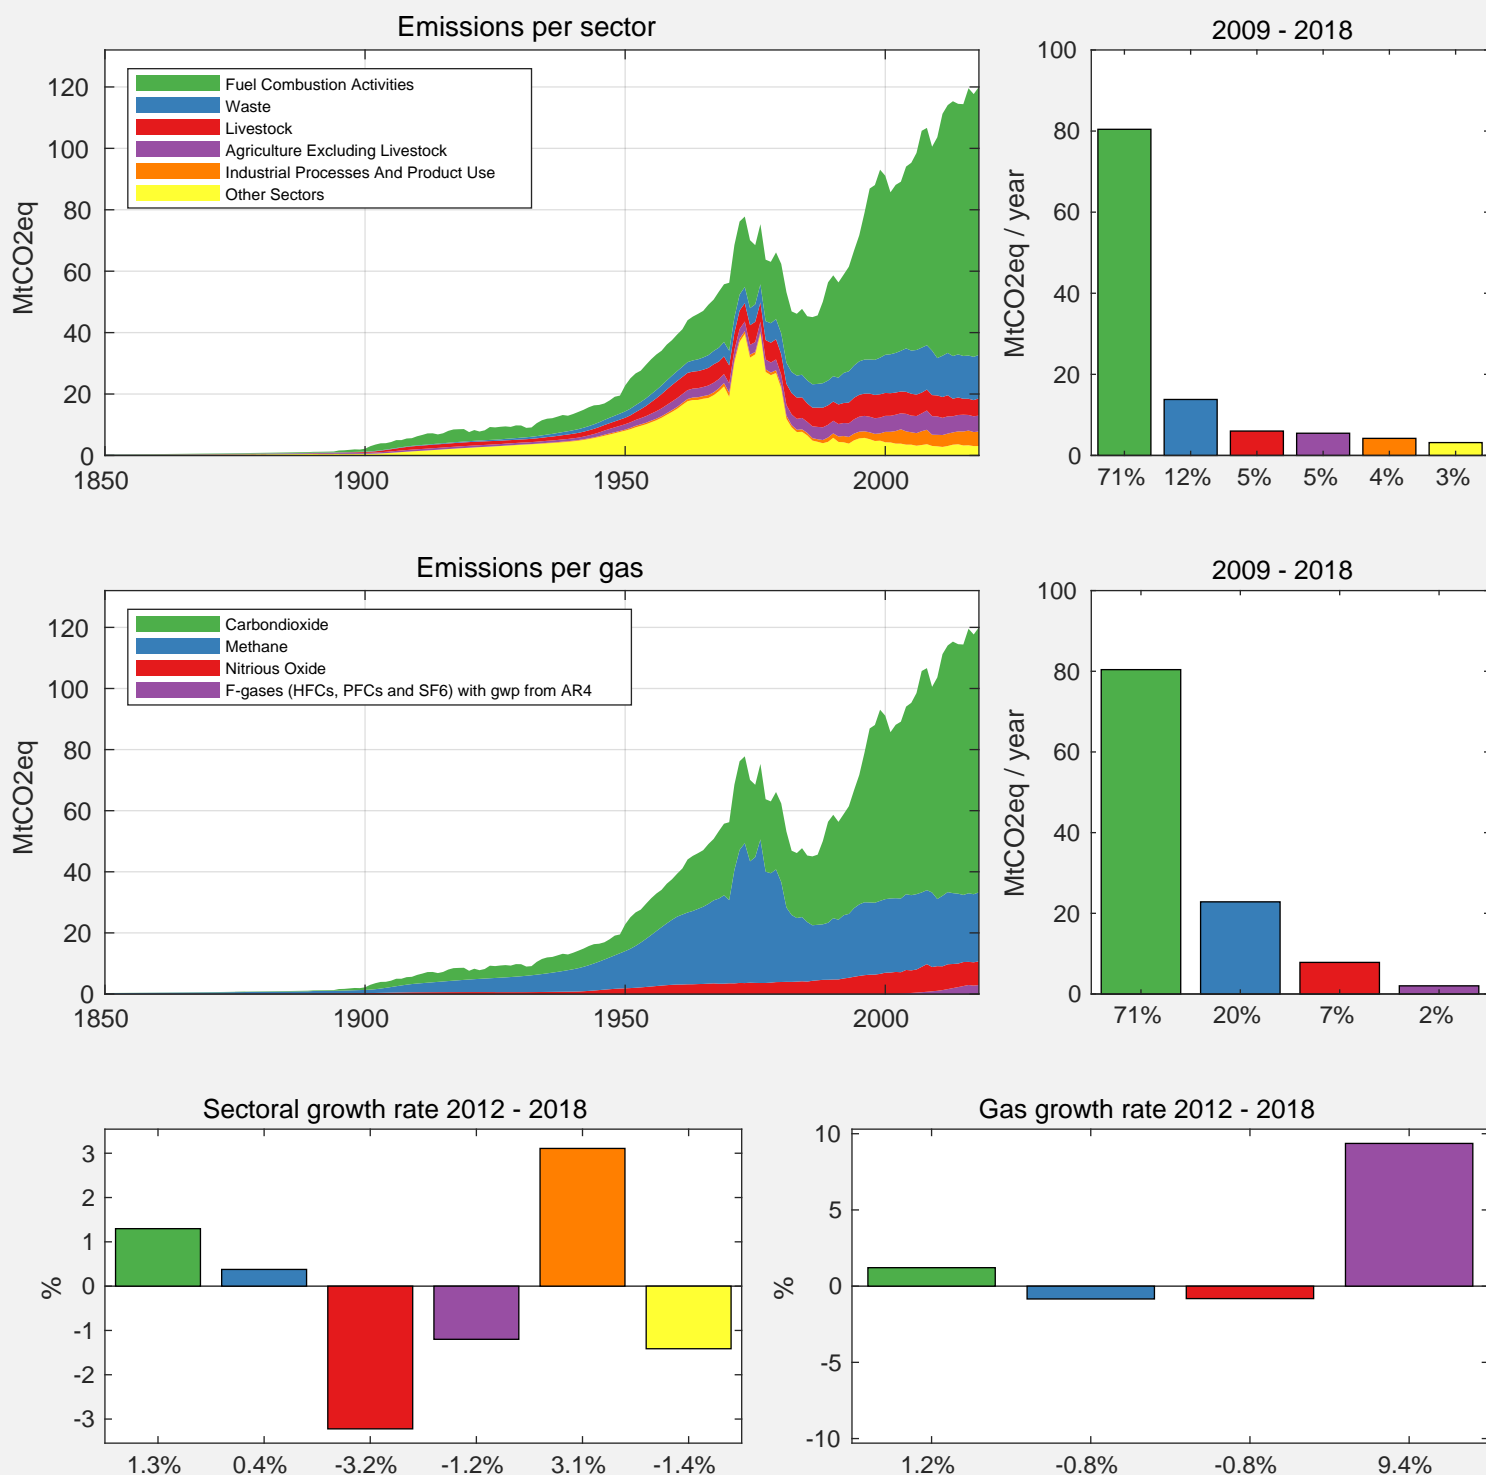 Emissions per sector
2009 - 2018
MtCO2eq
120
100
80
60
40
20
0
Fuel Combustion Activities
Waste
Livestock
Agriculture Excluding Livestock
Industrial Processes And Product Use
Other Sectors
1850 1900 1950 2000
MtCO2eq / year
100
80
60
40
20
0
71% 12% 5% 5% 4% 3%
Emissions per gas
2009 - 2018
MtCO2eq
120
100
80
60
40
20
0
Carbondioxide
Methane
Nitrious Oxide
F-gases (HFCs, PFCs and SF6) with gwp from AR4
1850 1900 1950 2000
MtCO2eq / year
100
80
60
40
20
0
71% 20% 7% 2%
Sectoral growth rate 2012 - 2018
%
3
2
1
0
-1
-2
-3
1.3% 0.4% -3.2% -1.2% 3.1% -1.4%
Gas growth rate 2012 - 2018
%
10
5
0
-5
-10
1.2% -0.8% -0.8% 9.4%